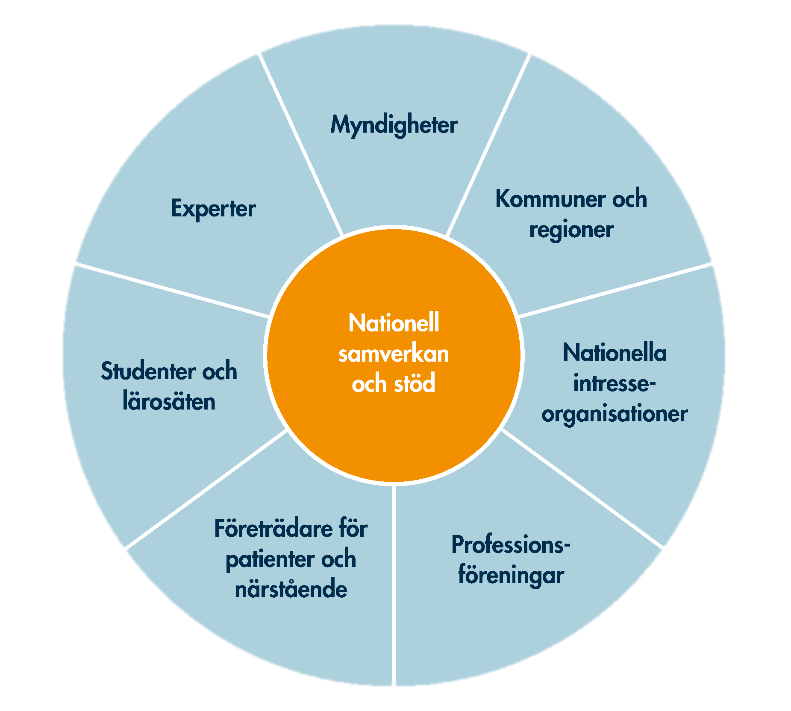 Myndigheter
Kommuner och
regioner
Nationella
intresse-
organisationer
Professions-
föreningar
Företrädare för
patienter och
närstående
Studenter och
lärosäten
Experter
Nationell
samverkan
och stöd